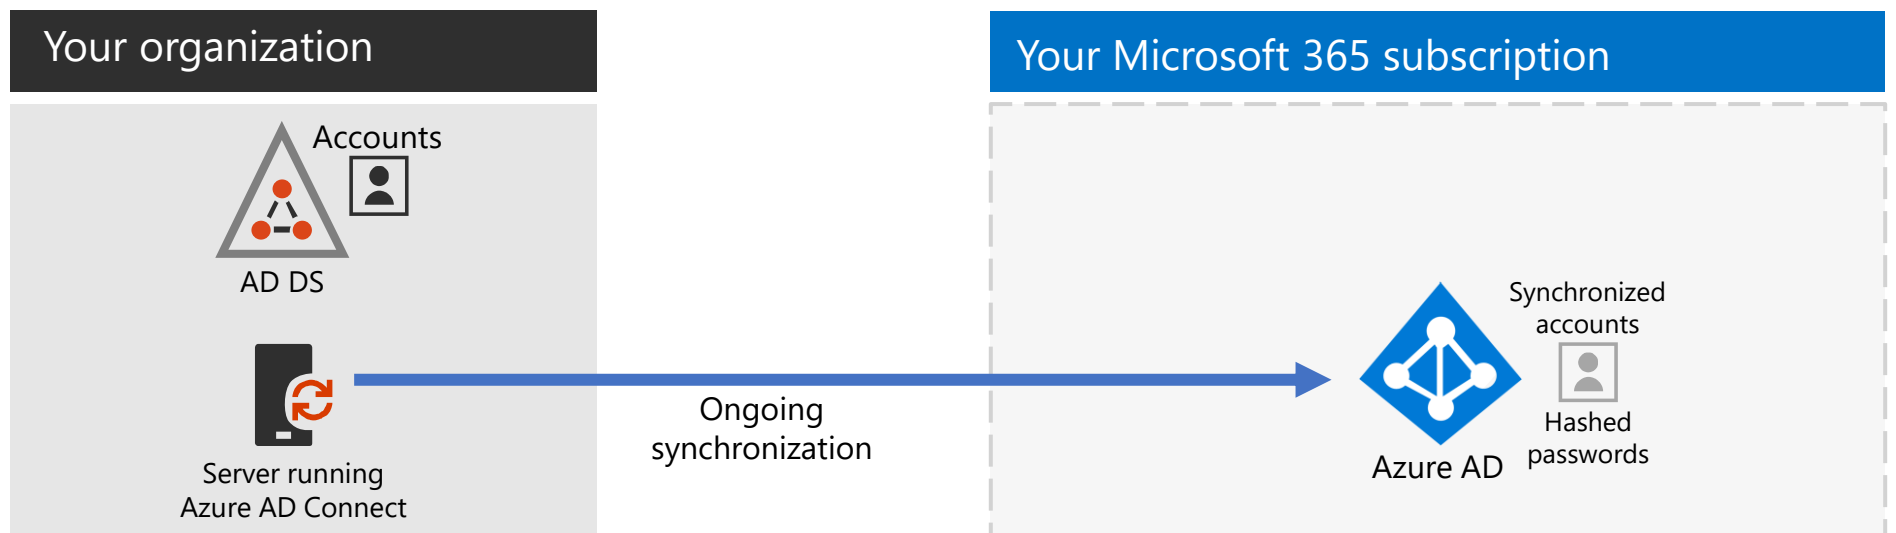 Your organization
Your Microsoft 365 subscription
Accounts
AD DS
Server running
Azure AD Connect
Ongoing
synchronization
Synchronized
accounts
Hashed
passwords
Azure AD